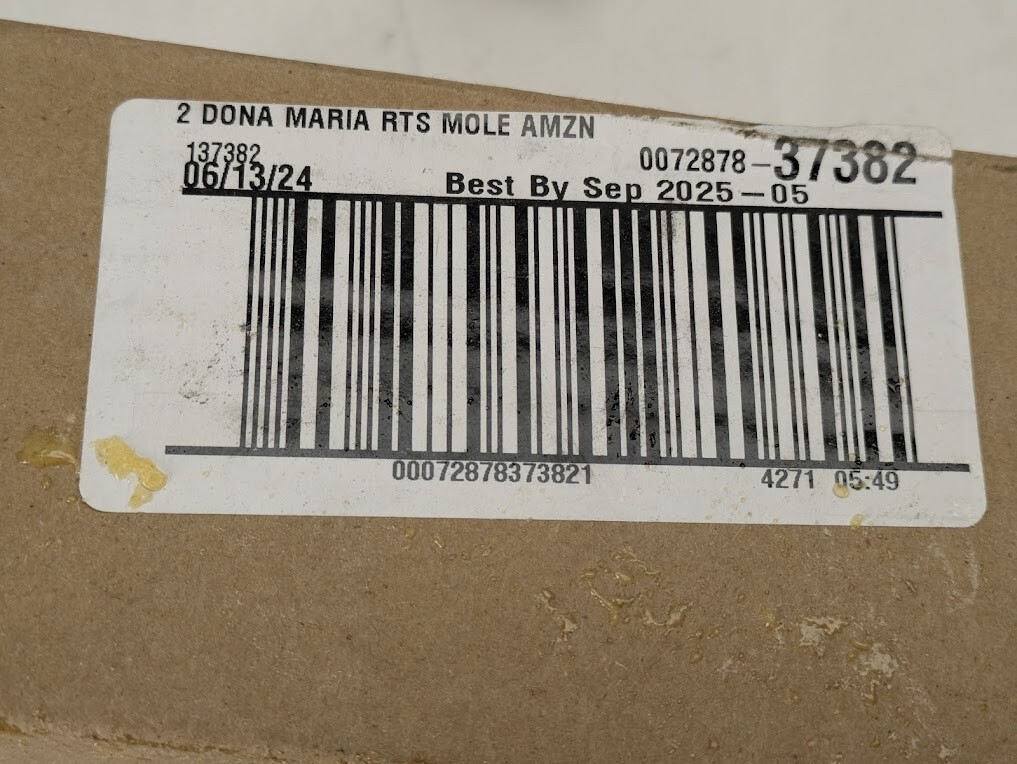 2 DONA MARIA RTS MOLE AMZN
137382 0072878-37382
06/13/24 Best By Sep 2025-05
00072878373821 4271 05:49